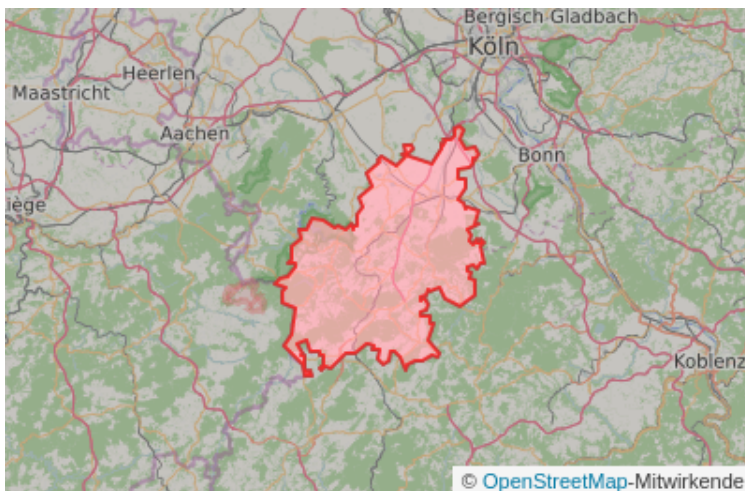 Bergisch Gladbach
Köln
Heerlen
Maastricht
Aachen
Bonn
iège
Koblenz
© OpenStreetMap-Mitwirkende